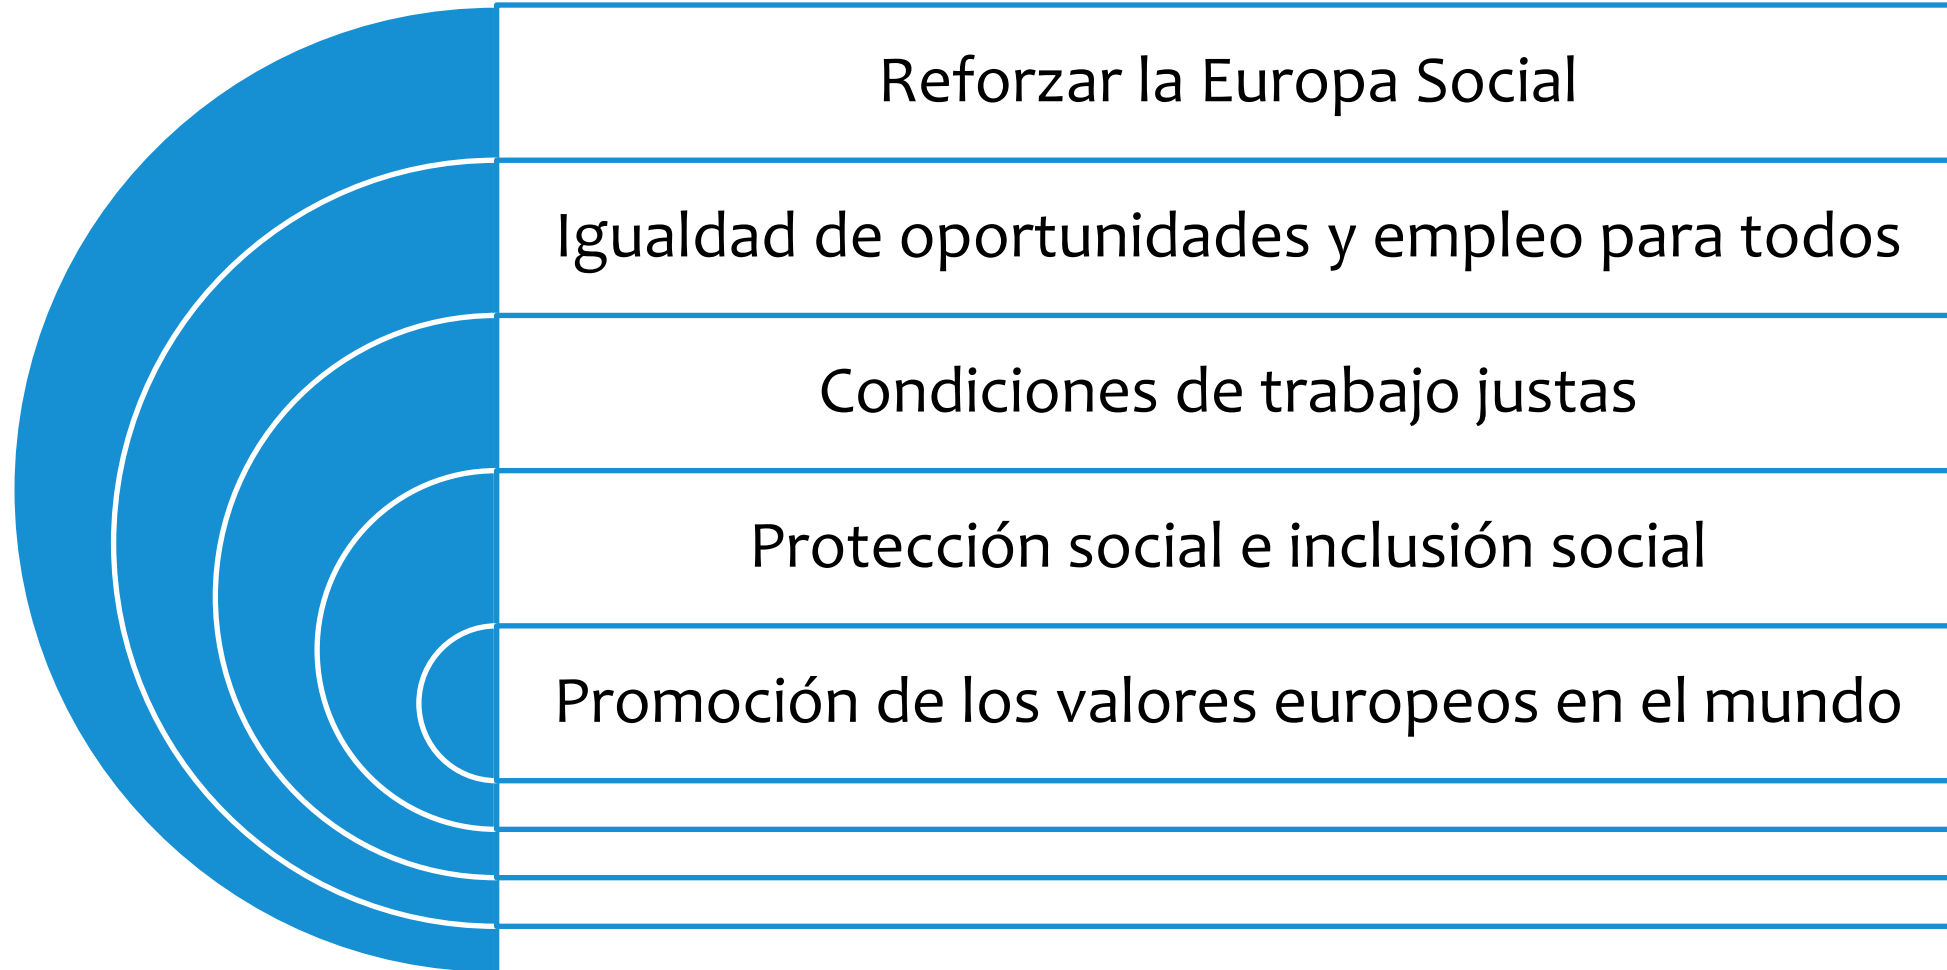 Reforzar la Europa Social
Igualdad de oportunidades y empleo para todos
Condiciones de trabajo justas
Protección social e inclusión social
Promoción de los valores europeos en el mundo